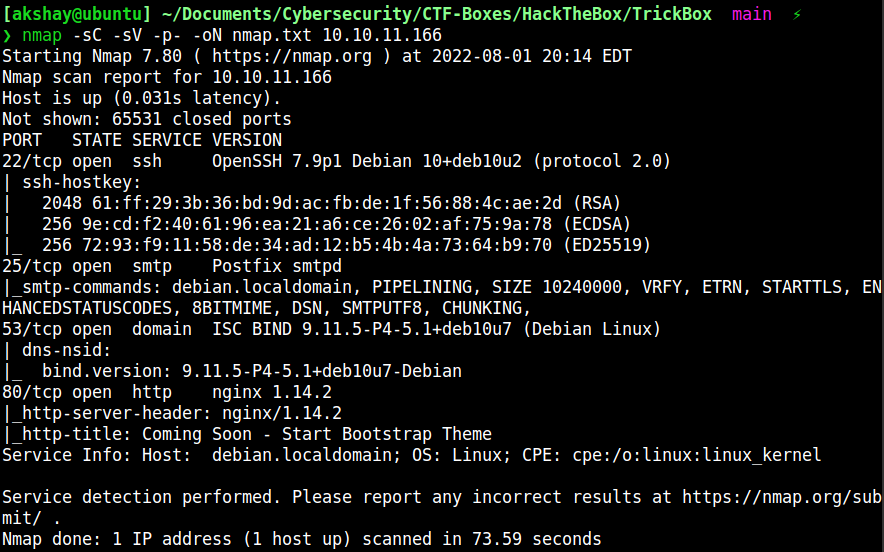 [akshay@ubuntu] ~/Documents/Cybersecurity/CTF-Boxes/HackTheBox/TrickBox  main  ⚡
❯ nmap -sC -sV -p- -oN nmap.txt 10.10.11.166
Starting Nmap 7.80 ( https://nmap.org ) at 2022-08-01 20:14 EDT
Nmap scan report for 10.10.11.166
Host is up (0.031s latency).
Not shown: 65531 closed ports
PORT   STATE SERVICE VERSION
22/tcp open  ssh     OpenSSH 7.9p1 Debian 10+deb10u2 (protocol 2.0)
| ssh-hostkey:
|   2048 61:ff:29:3b:36:bd:9d:ac:fb:de:1f:56:88:4c:ae:2d (RSA)
|   256 9e:cd:f2:40:61:96:ea:21:a6:ce:26:02:af:75:9a:78 (ECDSA)
|_  256 72:93:f9:11:58:de:34:ad:12:b5:4b:4a:73:64:b9:70 (ED25519)
25/tcp open  smtp    Postfix smtpd
|_smtp-commands: debian.localdomain, PIPELINING, SIZE 10240000, VRFY, ETRN, STARTTLS, EN
HANCEDSTATUSCODES, 8BITMIME, DSN, SMTPUTF8, CHUNKING,
53/tcp open  domain  ISC BIND 9.11.5-P4-5.1+deb10u7 (Debian Linux)
| dns-nsid:
|_  bind.version: 9.11.5-P4-5.1+deb10u7-Debian
80/tcp open  http    nginx 1.14.2
|_http-server-header: nginx/1.14.2
|_http-title: Coming Soon - Start Bootstrap Theme
Service Info: Host:  debian.localdomain; OS: Linux; CPE: cpe:/o:linux:linux_kernel

Service detection performed. Please report any incorrect results at https://nmap.org/sub
mit/ .
Nmap done: 1 IP address (1 host up) scanned in 73.59 seconds